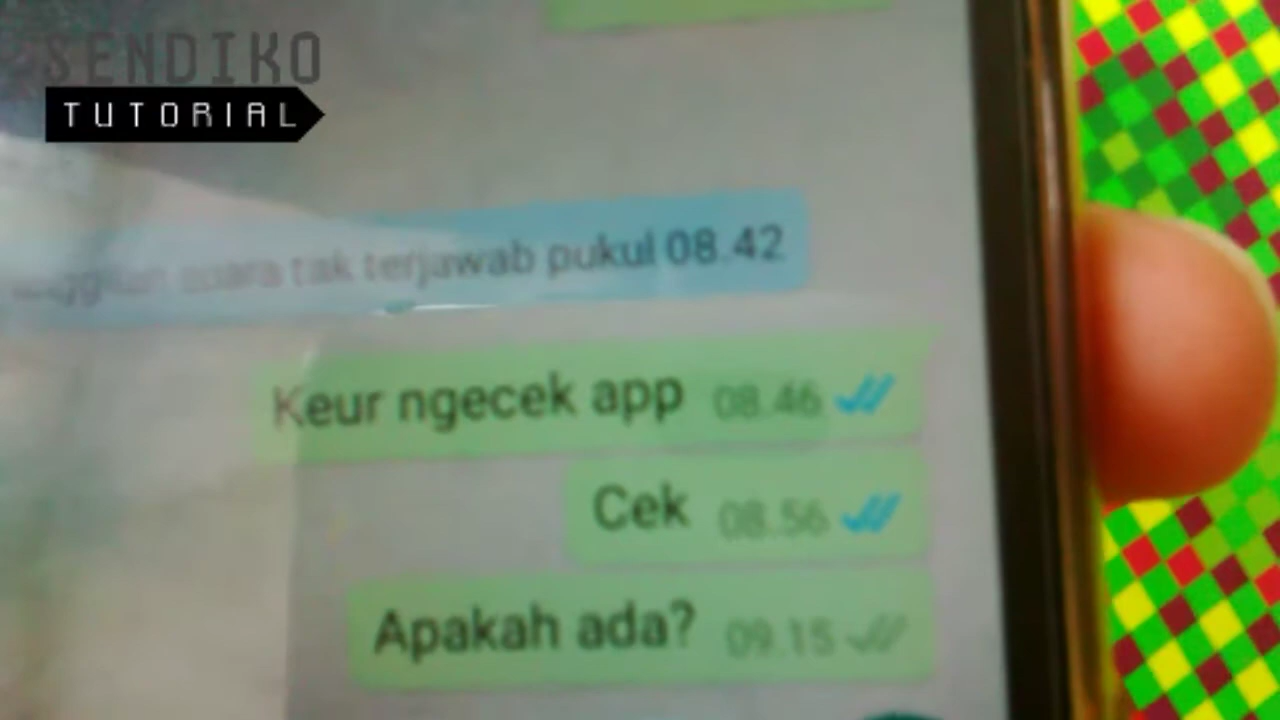 SENDIKO
TUTORIAL
suara tak terjawab pukul 08.42
Keur ngecek app 08.46
Cek 08.56
Apakah ada? 09.15